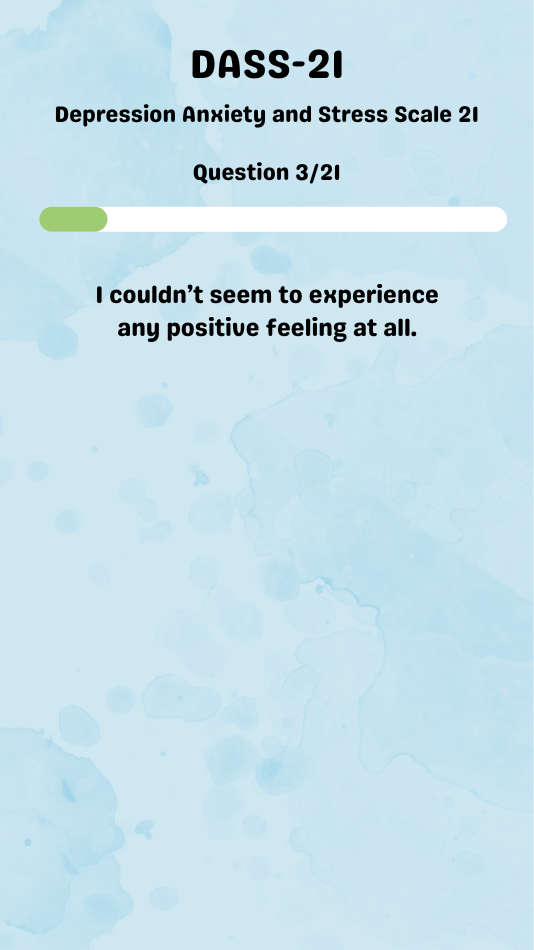 DASS-21
Depression Anxiety and Stress Scale 21
Question 3/21
I couldn't seem to experience
any positive feeling at all.